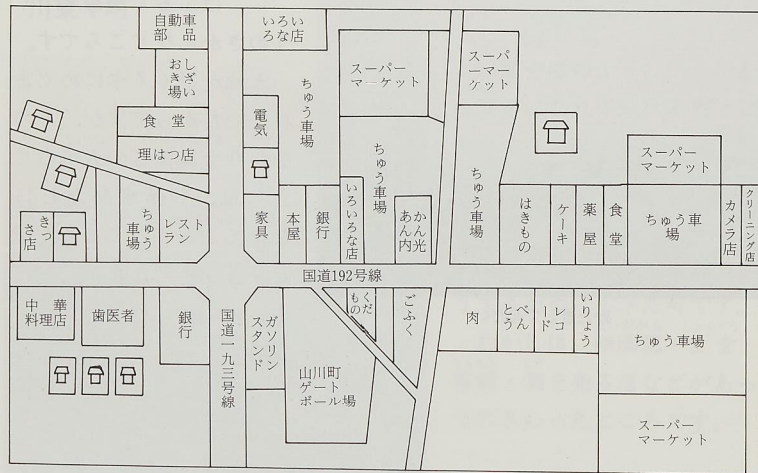 自動車
部品
しざい
おき場
食堂
理はつ店
いろい
ろな店
電気
ちゅう車場
スーパー
マーケット
ちゅう車場
スーパ
ーマー
ケット
ちゅう車場
スーパー
マーケット
きっ
さ店
ちゅう
車場
レスト
ラン
家具
本屋
銀行
いろいろな店
かん光
あん内
はきもの
ケーキ
薬屋
食堂
ちゅう車
場
カメラ店
クリーニング店
国道192号線
中華
料理店
歯医者
銀行
国道一九三号線
ガソリン
スタンド
山川町
ゲート
ボール場
くだ
もの
ごふく
肉
べん
とう
レコ
ード
いりょう
ちゅう車場
スーパー
マーケット